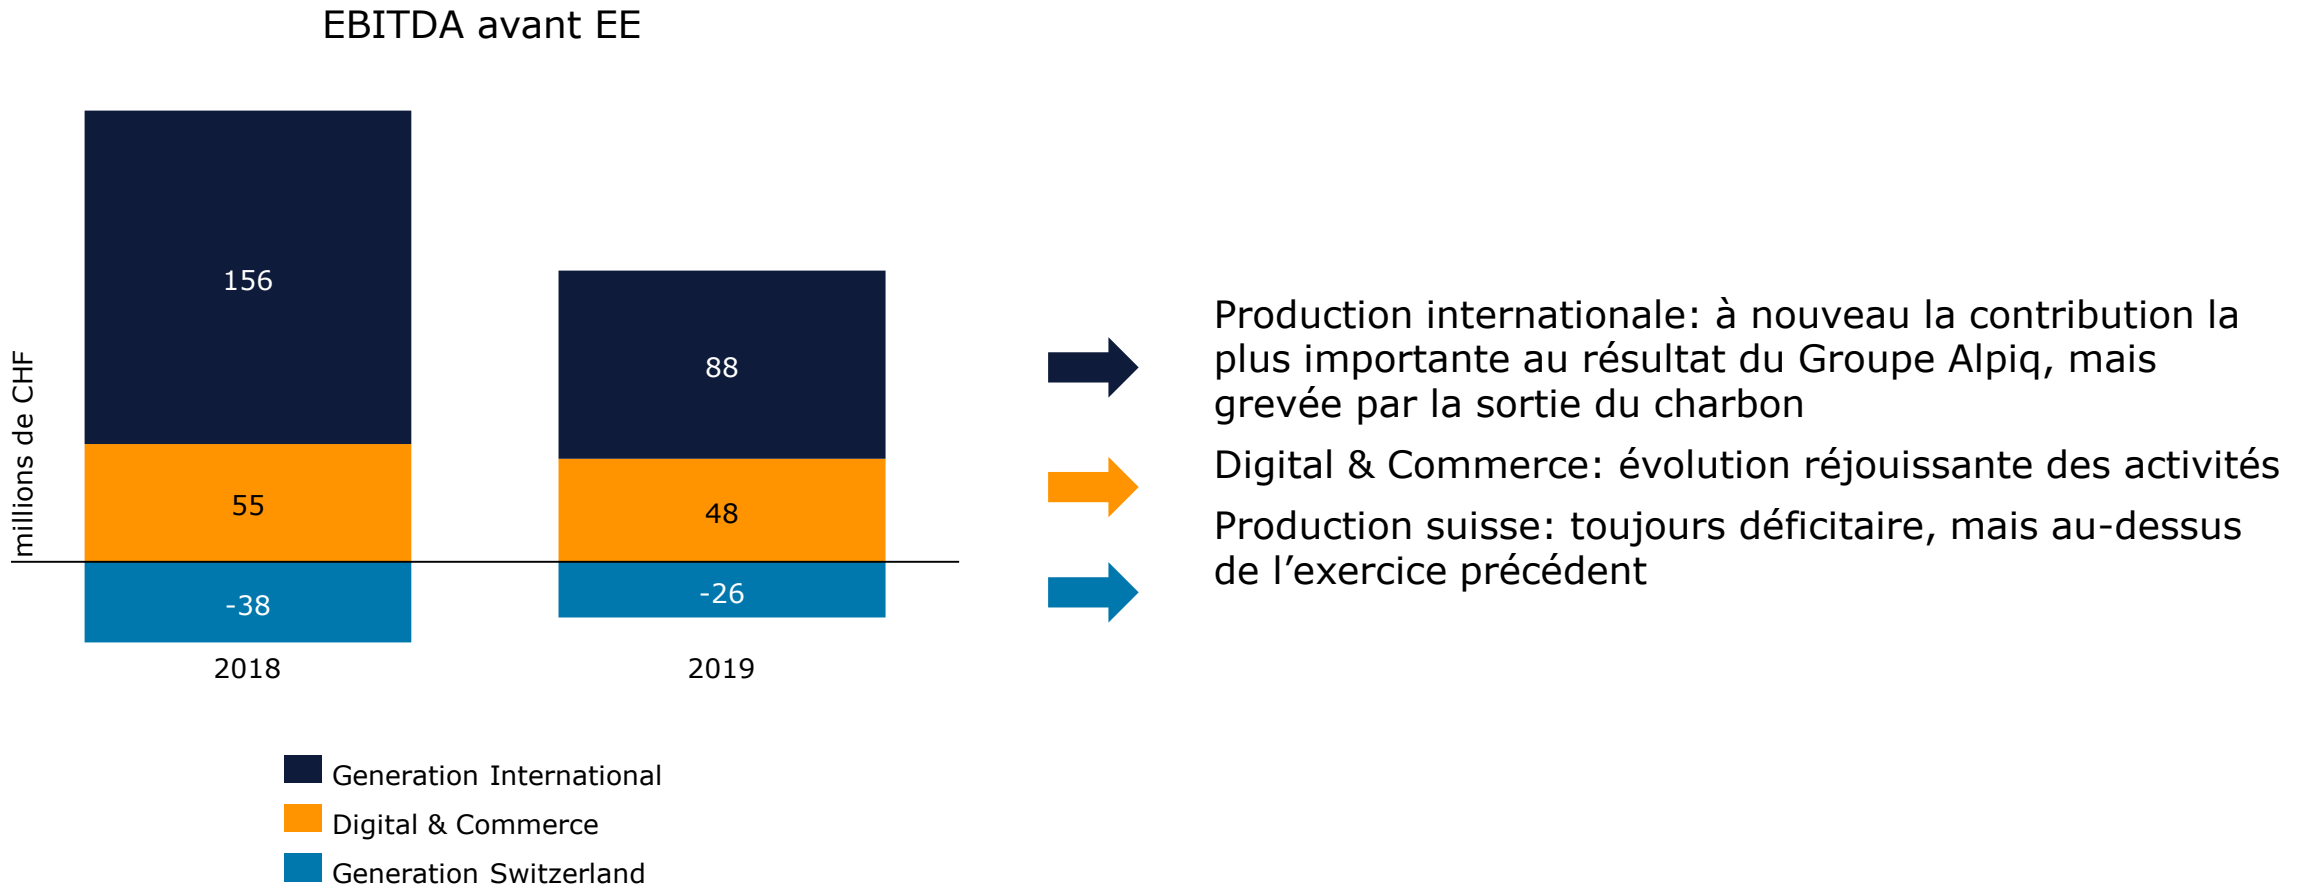 EBITDA avant EE
millions de CHF
156
55
-38
2018
88
48
-26
2019
Generation International
Digital & Commerce
Generation Switzerland
Production internationale: à nouveau la contribution la
plus importante au résultat du Groupe Alpiq, mais
grevée par la sortie du charbon
Digital & Commerce: évolution réjouissante des activités
Production suisse: toujours déficitaire, mais au-dessus
de l’exercice précédent